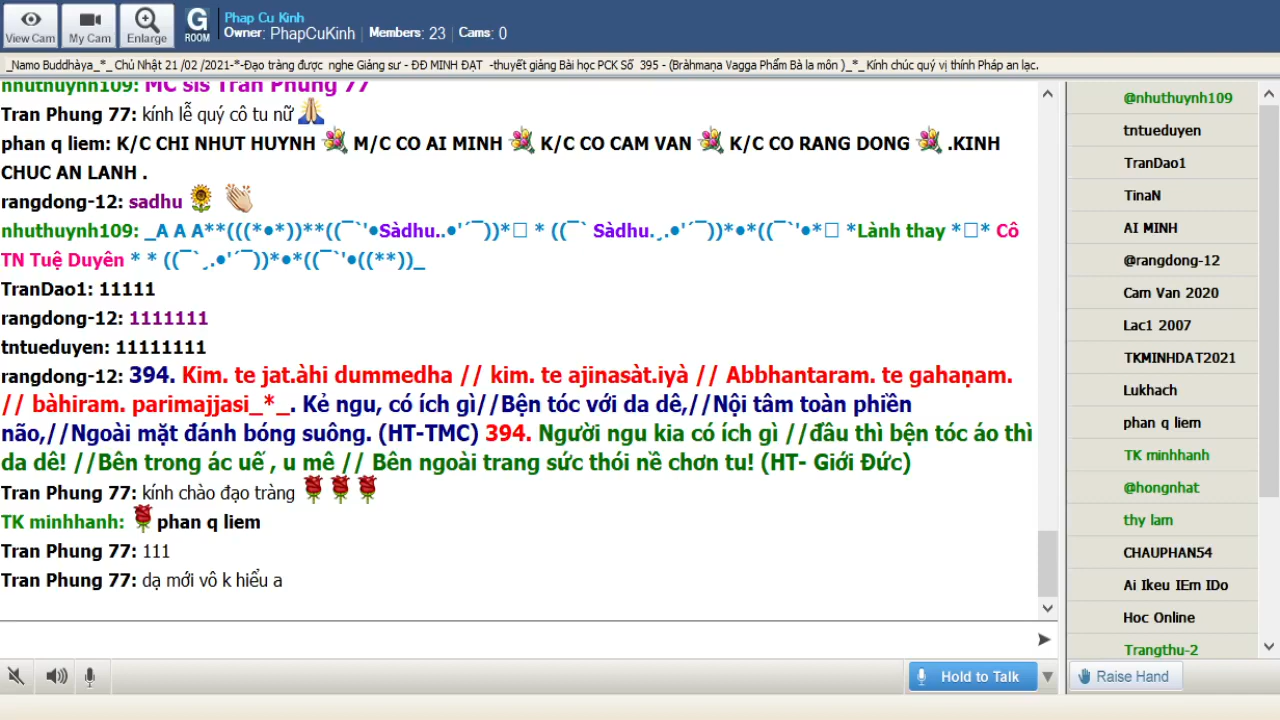 View Cam
My Cam
Enlarge
G
ROOM
Phap Cu Kinh
Owner: PhapCuKinh | Members: 23 | Cams: 0
_Namo Buddhàya_*_ Chủ Nhật 21 /02 /2021-*-Đạo tràng được nghe Giảng sư - ĐĐ MINH ĐẠT -thuyết giảng Bài học PCK Số 395 - (Bràhmaṇa Vagga Phẩm Bà la môn )_*_ Kính chúc quý vị thính Pháp an lạc.
nhuthuynh109: MC sis Tran Phung 77
Tran Phung 77: kính lễ quý cô tu nữ 🙏
phan q liem: K/C CHI NHUT HUYNH 💐 M/C CO AI MINH 💐 K/C CO CAM VAN 💐 K/C CO RANG DONG 💐 .KINH
CHUC AN LANH .
rangdong-12: sadhu 🌻 👏
nhuthuynh109: _A A A**(((*•*))**((¯`'•Sàdhu..•'´¯))*□ * ((¯` Sàdhu.¸.•'´¯))*•*((¯`'•*□ *Lành thay *□* Cô
TN Tuệ Duyên * * ((¯`¸.•'´¯))*•*((¯`'•((**))_
TranDao1: 11111
rangdong-12: 1111111
tntueduyen: 11111111
rangdong-12: 394. Kim. te jat.àhi dummedha // kim. te ajinasàt.iyà // Abbhantaram. te gahaṇam.
// bàhiram. parimajjasi_*_. Kẻ ngu, có ích gì//Bện tóc với da dê,//Nội tâm toàn phiền
não,//Ngoài mặt đánh bóng suông. (HT-TMC) 394. Người ngu kia có ích gì //đâu thì bện tóc áo thì
da dê! //Bên trong ác uế , u mê // Bên ngoài trang sức thói nề chơn tu! (HT- Giới Đức)
Tran Phung 77: kính chào đạo tràng 🌹🌹🌹
TK minhhanh: 🌹phan q liem
Tran Phung 77: 111
Tran Phung 77: dạ mới vô k hiểu a
Hold to Talk
@nhuthuynh109
tntueduyen
TranDao1
TinaN
AI MINH
@rangdong-12
Cam Van 2020
Lac1 2007
TKMINHDAT2021
Lukhach
phan q liem
TK minhhanh
@hongnhat
thy lam
CHAUPHAN54
Ai Ikeu IEm IDo
Hoc Online
Trangthu-2
Raise Hand